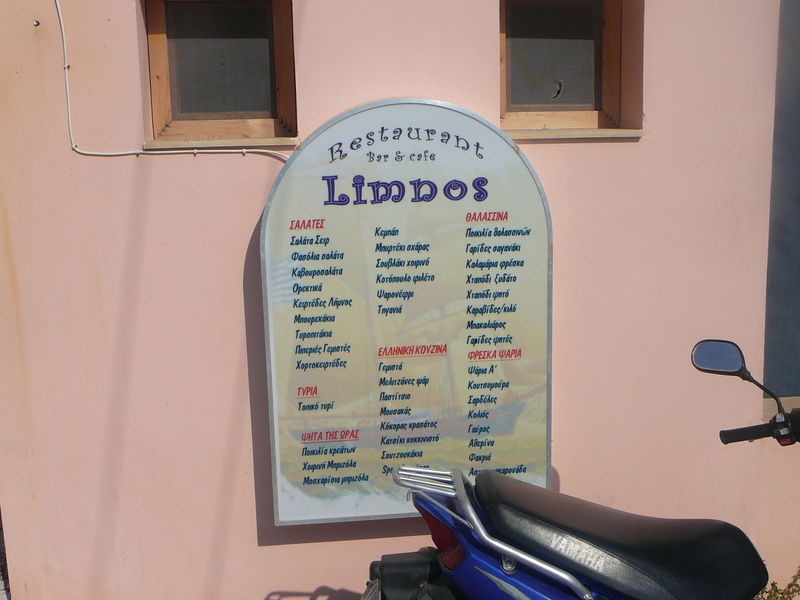 Restaurant
Bar & cafe
Limnos
ΣΑΛΑΤΕΣ
Σαλάτα Σεφ
Φασόλια σαλάτα
Καβουροσαλάτα
Ορεκτικά
Κεφτέδες Λήμνος
Μπουρεκάκια
Τυροπιτάκια
Πιπεριές Γεμιστές
Χορτοκεφτέδες
ΤΥΡΙΑ
Τοπικό τυρί
ΨΗΤΑ ΤΗΣ ΩΡΑΣ
Ποικιλία κρεάτων
Χοιρινή Μπριζόλα
Μοσχαρίσια μπριζόλα
Κεμπάπ
Μπιφτέκι σχάρας
Σουβλάκι χοιρινό
Κοτόπουλο φιλέτο
Ψαρονέφρι
Τηγανιά
ΕΛΛΗΝΙΚΗ ΚΟΥΖΙΝΑ
Γεμιστά
Μελιτζάνες ψάμ
Παστίτσιο
Μουσακάς
Κόκορας κρασάτος
Κατσίκι κοκκινιστό
Σουτζουκάκια
ΘΑΛΑΣΣΙΝΑ
Ποικιλία θαλασσινών
Γαρίδες σαγανάκι
Καλαμάρια φρέσκα
Χταπόδι ξυδάτο
Χταπόδι ψητό
Καραβίδες/κιλό
Μπακαλιάρος
Γαρίδες ψητές
ΦΡΕΣΚΑ ΨΑΡΙΑ
Ψάρια Α'
Κουτσομούρα
Σαρδέλες
Κολιός
Γαύρος
Αθερίνα
Φαγκρί
YAMAHA